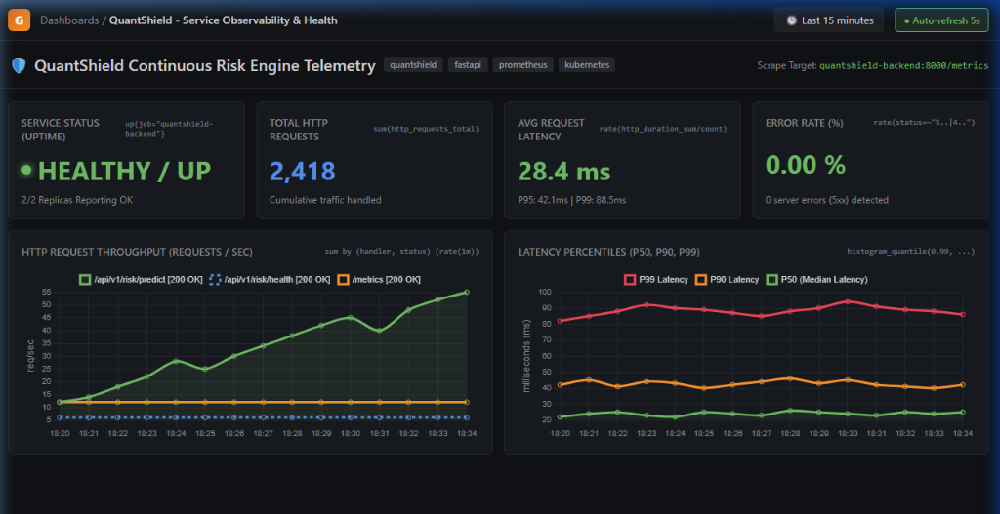 G Dashboards / QuantShield - Service Observability & Health Last 15 minutes ● Auto-refresh 5s
QuantShield Continuous Risk Engine Telemetry quantshield fastapi prometheus kubernetes Scrape Target: quantshield-backend:8000/metrics
SERVICE STATUS (UPTIME)
up{job="quantshield-backend"}
HEALTHY / UP
2/2 Replicas Reporting OK
TOTAL HTTP REQUESTS
sum(http_requests_total)
2,418
Cumulative traffic handled
AVG REQUEST LATENCY
rate(http_duration_sum/count)
28.4 ms
P95: 42.1ms | P99: 88.5ms
ERROR RATE (%)
rate(status=~"5..|4..")
0.00 %
0 server errors (5xx) detected
HTTP REQUEST THROUGHPUT (REQUESTS / SEC) sum by (handler, status) (rate(1m))
/api/v1/risk/predict [200 OK] /api/v1/risk/health [200 OK] /metrics [200 OK]
req/sec
55
50
45
40
35
30
25
20
15
10
5
18:20 18:21 18:22 18:23 18:24 18:25 18:26 18:27 18:28 18:29 18:30 18:31 18:32 18:33 18:34
LATENCY PERCENTILES (P50, P90, P99) histogram_quantile(0.99, ...)
P99 Latency P90 Latency P50 (Median Latency)
milliseconds (ms)
100
90
80
70
60
50
40
30
20
18:20 18:21 18:22 18:23 18:24 18:25 18:26 18:27 18:28 18:29 18:30 18:31 18:32 18:33 18:34